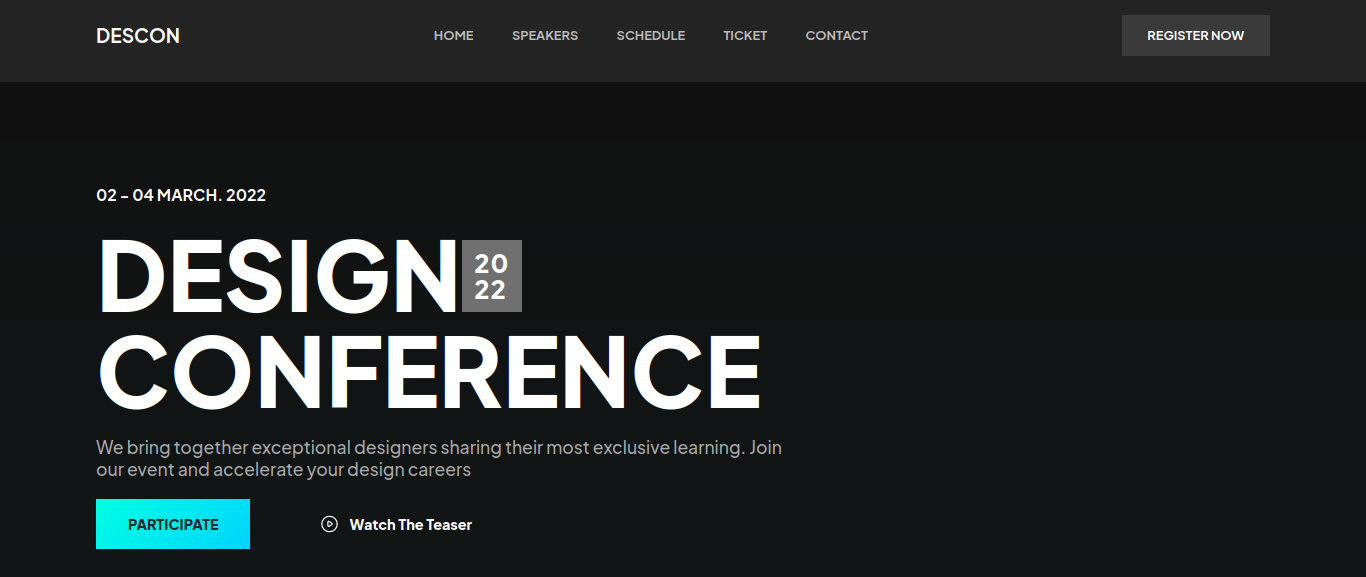 DESCON
HOME SPEAKERS SCHEDULE TICKET CONTACT
REGISTER NOW
02 – 04 MARCH. 2022
DESIGN
20
22
CONFERENCE
We bring together exceptional designers sharing their most exclusive learning. Join
our event and accelerate your design careers
PARTICIPATE
Watch The Teaser